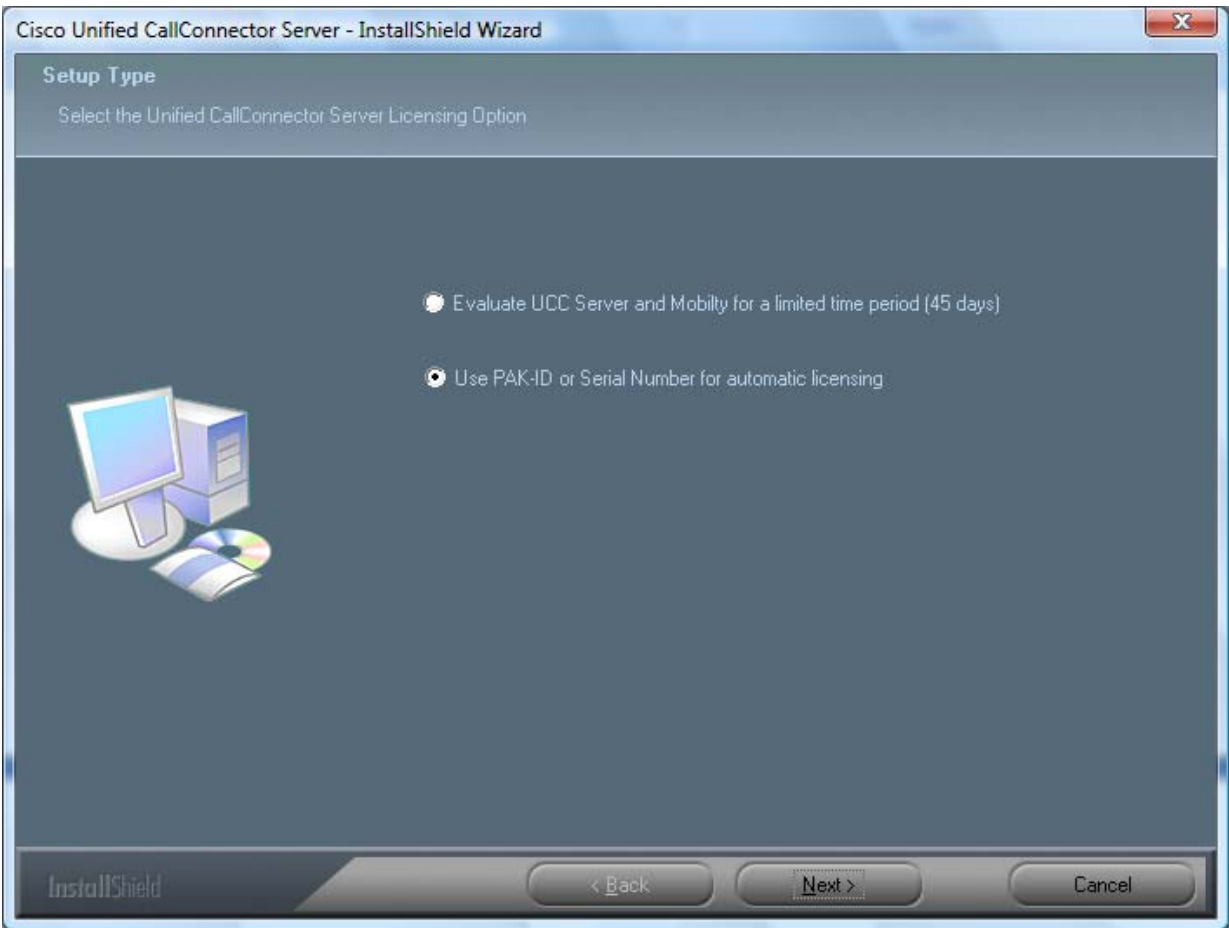 Cisco Unified CallConnector Server - InstallShield Wizard
Setup Type
Select the Unified CallConnector Server Licensing Option
Evaluate UCC Server and Mobilty for a limited time period (45 days)
Use PAK-ID or Serial Number for automatic licensing
InstallShield
< Back
Next >
Cancel